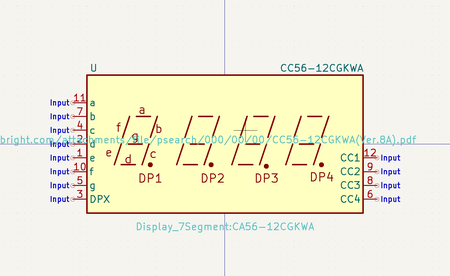 U CC56-12CGKWA
Input 11 a
Input 7 b
Input 4 c
Input 2 d
Input 1 e
Input 10 f
Input 5 g
Input 3 DPX
a
f b
g
e c
d
DP1 DP2 DP3 DP4
bright.com/attachments/file/psearch/000/00/00/CC56-12CGKWA(Ver.8A).pdf
CC1 12 Input
CC2 9 Input
CC3 8 Input
CC4 6 Input
Display_7Segment:CA56-12CGKWA